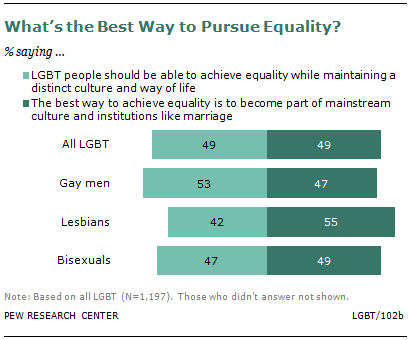 What's the Best Way to Pursue Equality?
% saying ...
LGBT people should be able to achieve equality while maintaining a
distinct culture and way of life
The best way to achieve equality is to become part of mainstream
culture and institutions like marriage
All LGBT 49 49
Gay men 53 47
Lesbians 42 55
Bisexuals 47 49
Note: Based on all LGBT (N=1,197). Those who didn't answer not shown.
PEW RESEARCH CENTER LGBT/102b